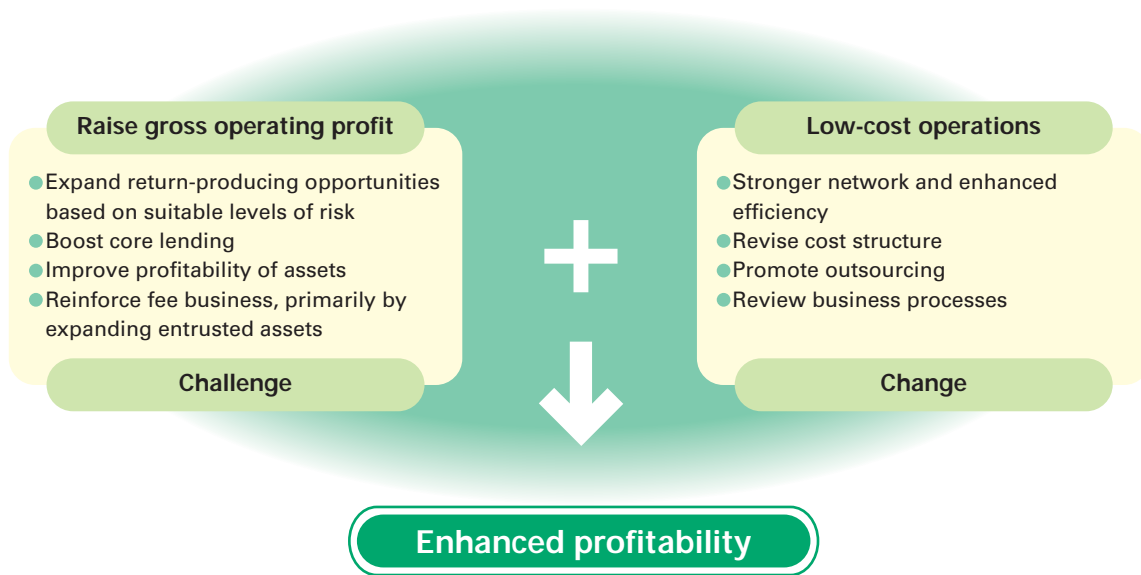 Raise gross operating profit
●Expand return-producing opportunities
based on suitable levels of risk
●Boost core lending
●Improve profitability of assets
●Reinforce fee business, primarily by
expanding entrusted assets
Challenge
+
Low-cost operations
●Stronger network and enhanced
efficiency
●Revise cost structure
●Promote outsourcing
●Review business processes
Change
Enhanced profitability